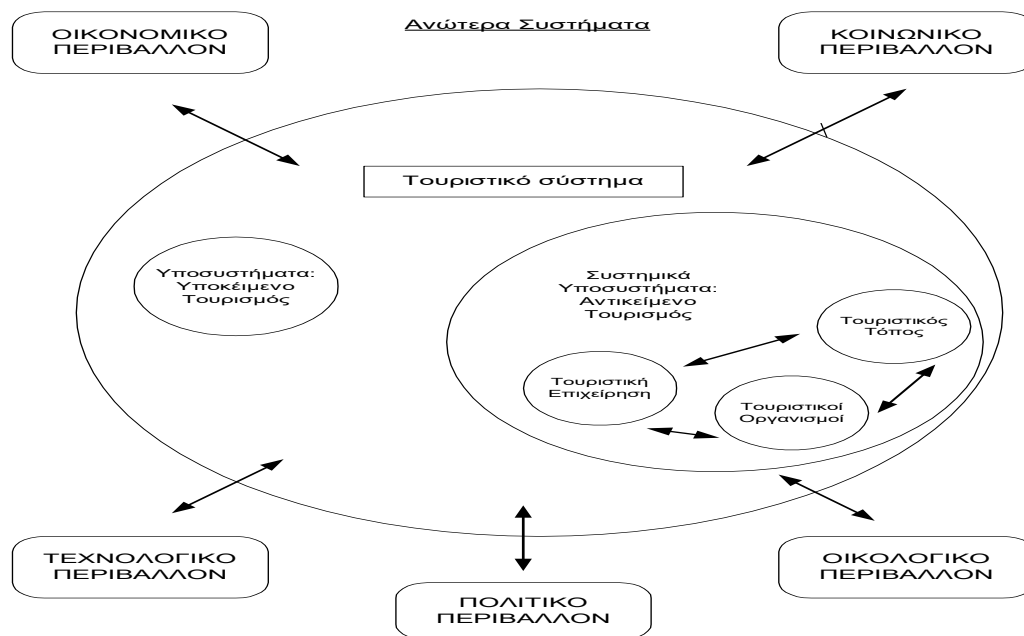 Ανώτερα Συστήματα
ΟΙΚΟΝΟΜΙΚΟ
ΠΕΡΙΒΑΛΛΟΝ
ΚΟΙΝΩΝΙΚΟ
ΠΕΡΙΒΑΛΛΟΝ
Τουριστικό σύστημα
Υποσυστήματα:
Υποκέιμενο
Τουρισμός
Συστημικά
Υποσυστήματα:
Αντικείμενο
Τουρισμός
Τουριστικός
Τόπος
Τουριστική
Επιχείρηση
Τουριστικοί
Οργανισμοί
ΤΕΧΝΟΛΟΓΙΚΟ
ΠΕΡΙΒΑΛΛΟΝ
ΠΟΛΙΤΙΚΟ
ΠΕΡΙΒΑΛΛΟΝ
ΟΙΚΟΛΟΓΙΚΟ
ΠΕΡΙΒΑΛΛΟΝ